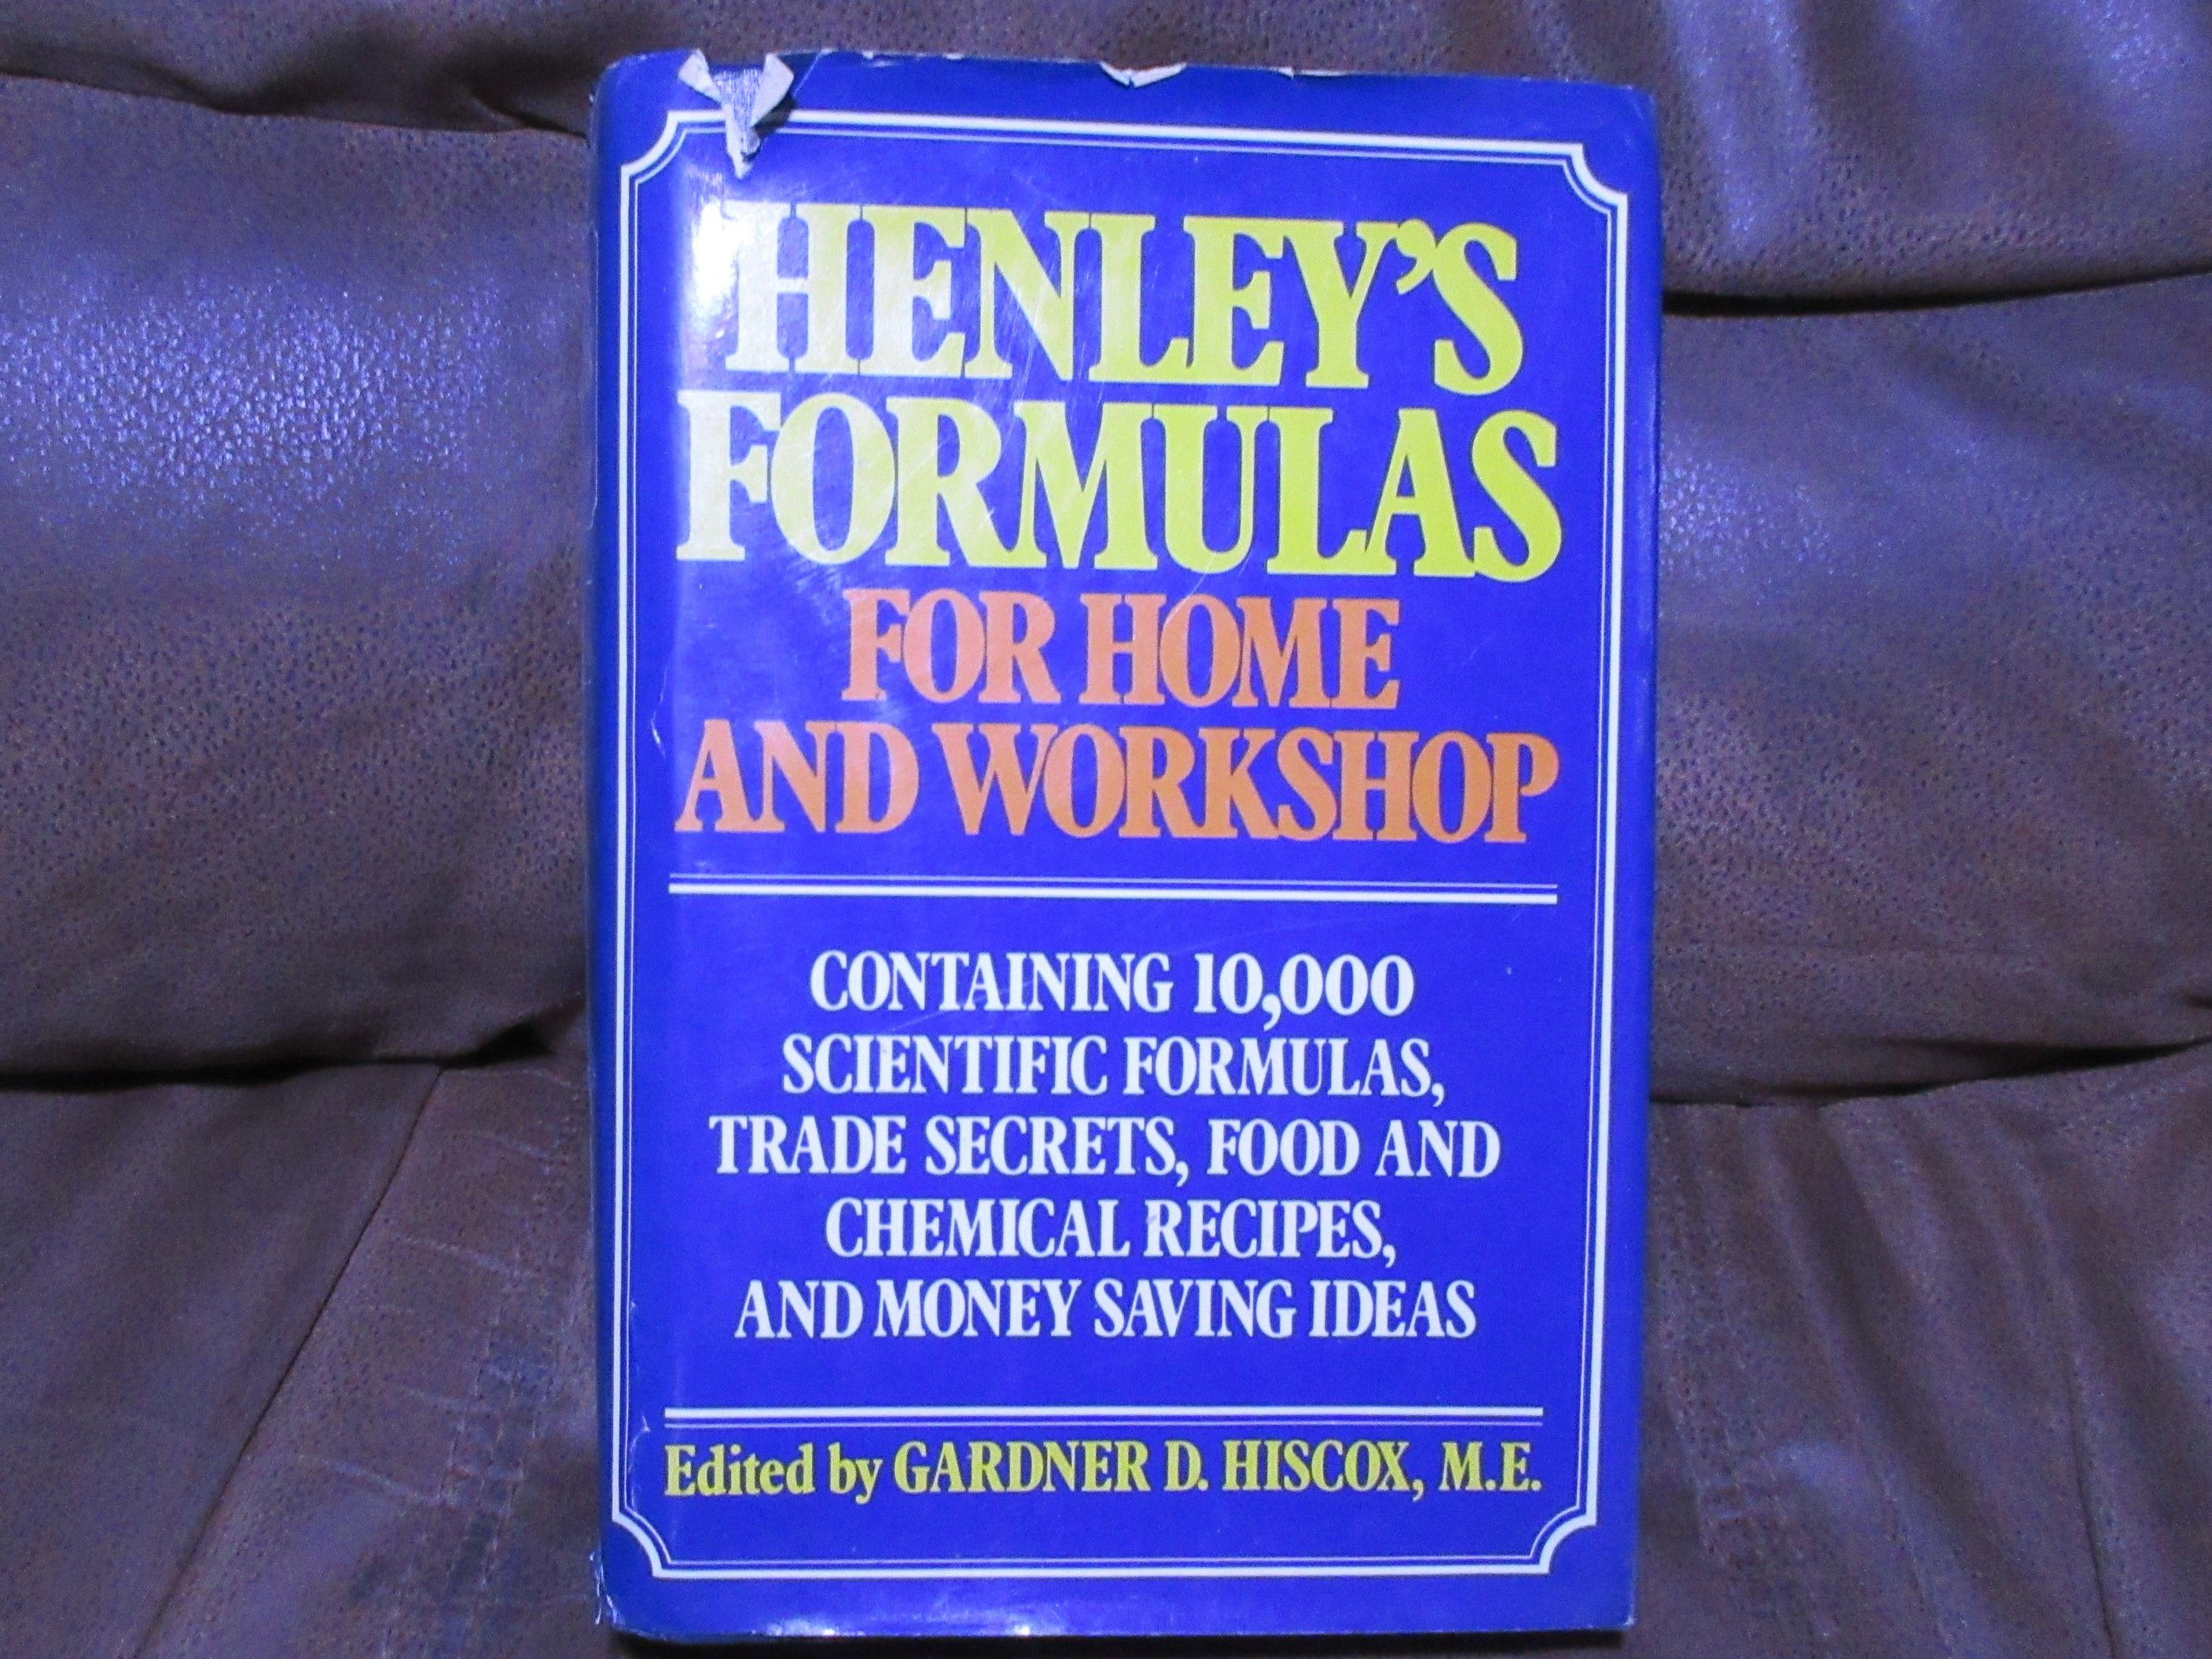 HENLEY'S
FORMULAS
FOR HOME
AND WORKSHOP
CONTAINING 10,000
SCIENTIFIC FORMULAS,
TRADE SECRETS, FOOD AND
CHEMICAL RECIPES,
AND MONEY SAVING IDEAS
Edited by GARDNER D. HISCOX, M.E.